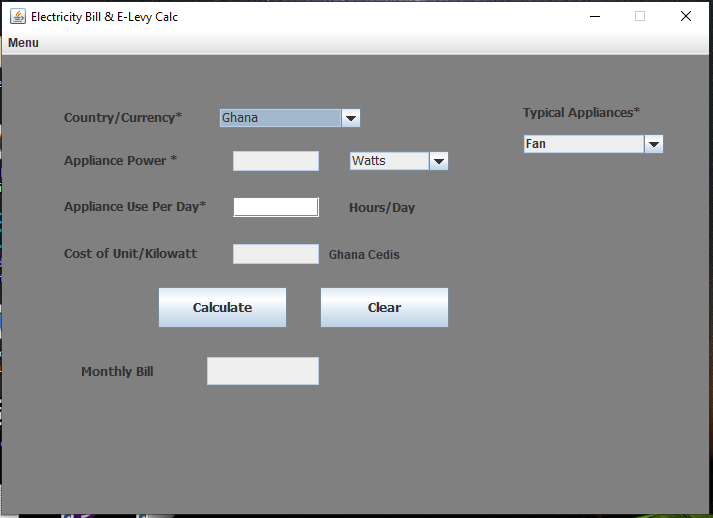 Electricity Bill & E-Levy Calc
Menu
Country/Currency*
Ghana
Typical Appliances*
Fan
Appliance Power *
Watts
Appliance Use Per Day*
Hours/Day
Cost of Unit/Kilowatt
Ghana Cedis
Calculate
Clear
Monthly Bill